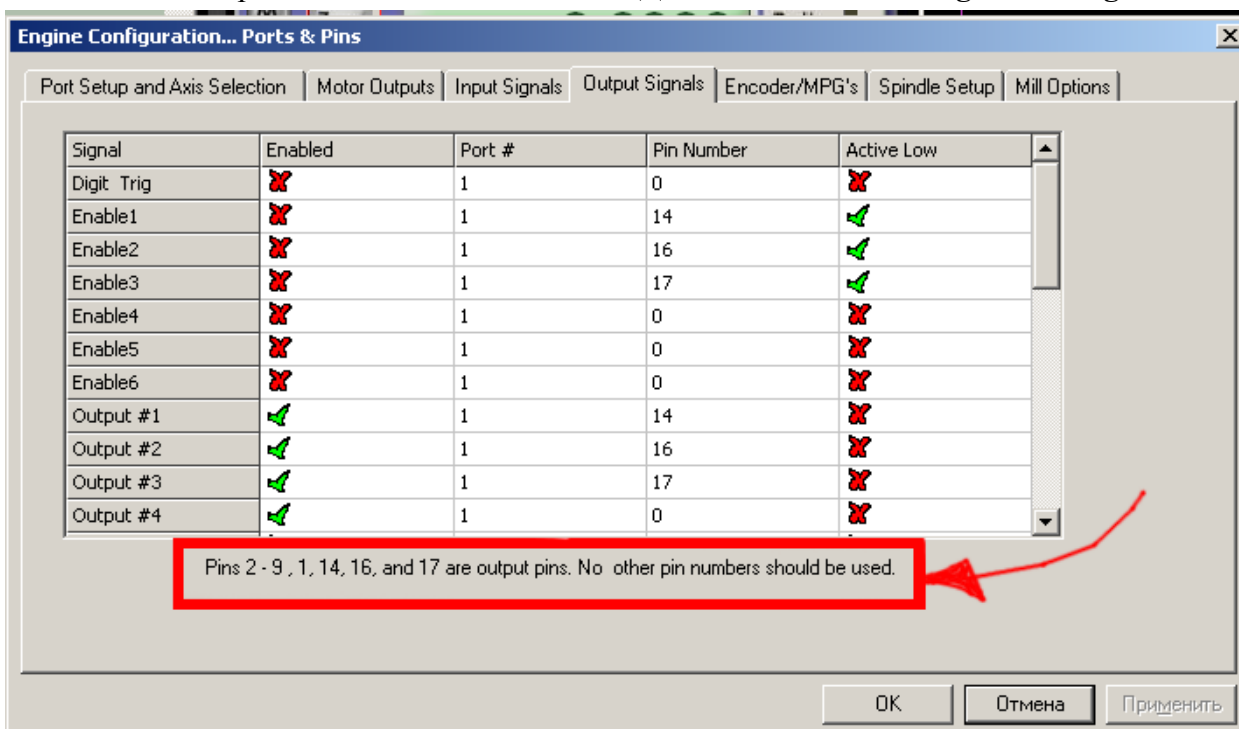 Engine Configuration... Ports & Pins
Port Setup and Axis Selection Motor Outputs Input Signals Output Signals Encoder/MPG's Spindle Setup Mill Options
Signal Enabled Port # Pin Number Active Low
Digit Trig 1 0
Enable1 1 14
Enable2 1 16
Enable3 1 17
Enable4 1 0
Enable5 1 0
Enable6 1 0
Output #1 1 14
Output #2 1 16
Output #3 1 17
Output #4 1 0
Pins 2 - 9 , 1, 14, 16, and 17 are output pins. No other pin numbers should be used.
OK Отмена Применить